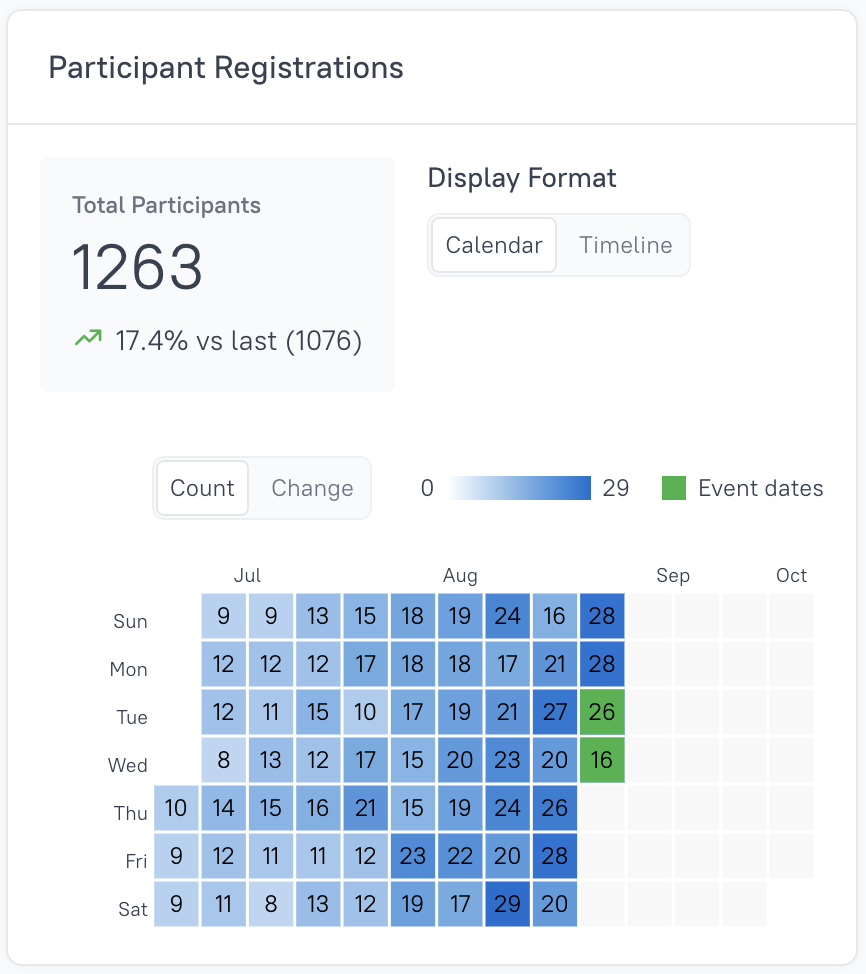 Participant Registrations
Total Participants
1263
17.4% vs last (1076)
Display Format
Calendar Timeline
Count Change 0 29 Event dates
Jul Aug Sep Oct
Sun 9 9 13 15 18 19 24 16 28
Mon 12 12 12 17 18 18 17 21 28
Tue 12 11 15 10 17 19 21 27 26
Wed 8 13 12 17 15 20 23 20 16
Thu 10 14 15 16 21 15 19 24 26
Fri 9 12 11 11 12 23 22 20 28
Sat 9 11 8 13 12 19 17 29 20